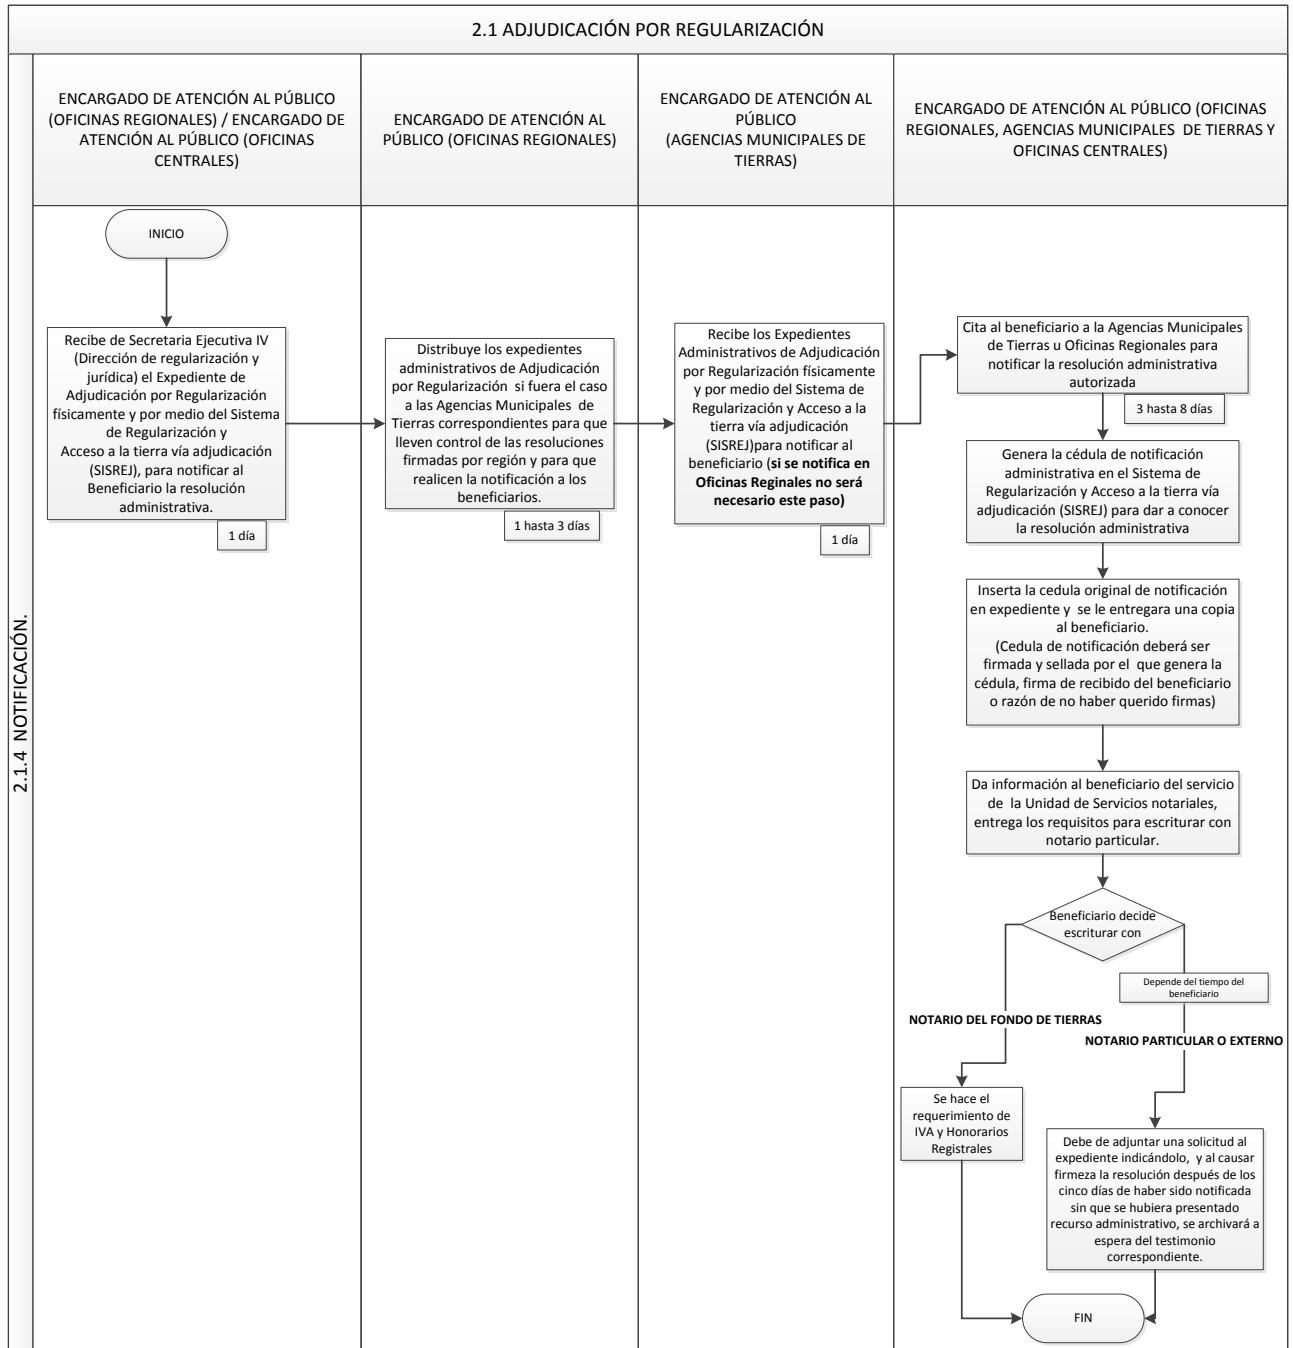 2.1 ADJUDICACIÓN POR REGULARIZACIÓN
2.1.4  NOTIFICACIÓN.
ENCARGADO DE ATENCIÓN AL PÚBLICO
(OFICINAS REGIONALES) / ENCARGADO DE
ATENCIÓN AL PÚBLICO (OFICINAS
CENTRALES)
ENCARGADO DE ATENCIÓN AL
PÚBLICO (OFICINAS REGIONALES)
ENCARGADO DE ATENCIÓN AL
PÚBLICO
(AGENCIAS MUNICIPALES DE
TIERRAS)
ENCARGADO DE ATENCIÓN AL PÚBLICO (OFICINAS
REGIONALES, AGENCIAS MUNICIPALES  DE TIERRAS Y
OFICINAS CENTRALES)
INICIO
Recibe de Secretaria Ejecutiva IV
(Dirección de regularización y
jurídica) el Expediente de
Adjudicación por Regularización
físicamente y por medio del Sistema
de Regularización y
Acceso a la tierra vía adjudicación
(SISREJ), para notificar al
Beneficiario la resolución
administrativa.
1 día
Distribuye los expedientes
administrativos de Adjudicación
por Regularización  si fuera el caso
a las Agencias Municipales  de
Tierras correspondientes para que
lleven control de las resoluciones
firmadas por región y para que
realicen la notificación a los
beneficiarios.
1 hasta 3 días
Recibe los Expedientes
Administrativos de Adjudicación
por Regularización físicamente
y por medio del Sistema de
Regularización y Acceso a la
tierra vía adjudicación
(SISREJ)para notificar al
beneficiario (si se notifica en
Oficinas Reginales no será
necesario este paso)
1 día
Cita al beneficiario a la Agencias Municipales
de Tierras u Oficinas Regionales para
notificar la resolución administrativa
autorizada
3 hasta 8 días
Genera la cédula de notificación
administrativa en el Sistema de
Regularización y Acceso a la tierra vía
adjudicación (SISREJ) para dar a conocer
la resolución administrativa
Inserta la cedula original de notificación
en expediente y  se le entregara una copia
al beneficiario.
(Cedula de notificación deberá ser
firmada y sellada por el  que genera la
cédula, firma de recibido del beneficiario
o razón de no haber querido firmas)
Da información al beneficiario del servicio
de  la Unidad de Servicios notariales,
entrega los requisitos para escriturar con
notario particular.
Beneficiario decide
escriturar con
Depende del tiempo del
beneficiario
NOTARIO DEL FONDO DE TIERRAS
NOTARIO PARTICULAR O EXTERNO
Se hace el
requerimiento de
IVA y Honorarios
Registrales
Debe de adjuntar una solicitud al
expediente indicándolo,  y al causar
firmeza la resolución después de los
cinco días de haber sido notificada
sin que se hubiera presentado
recurso administrativo, se archivará a
espera del testimonio
correspondiente.
FIN